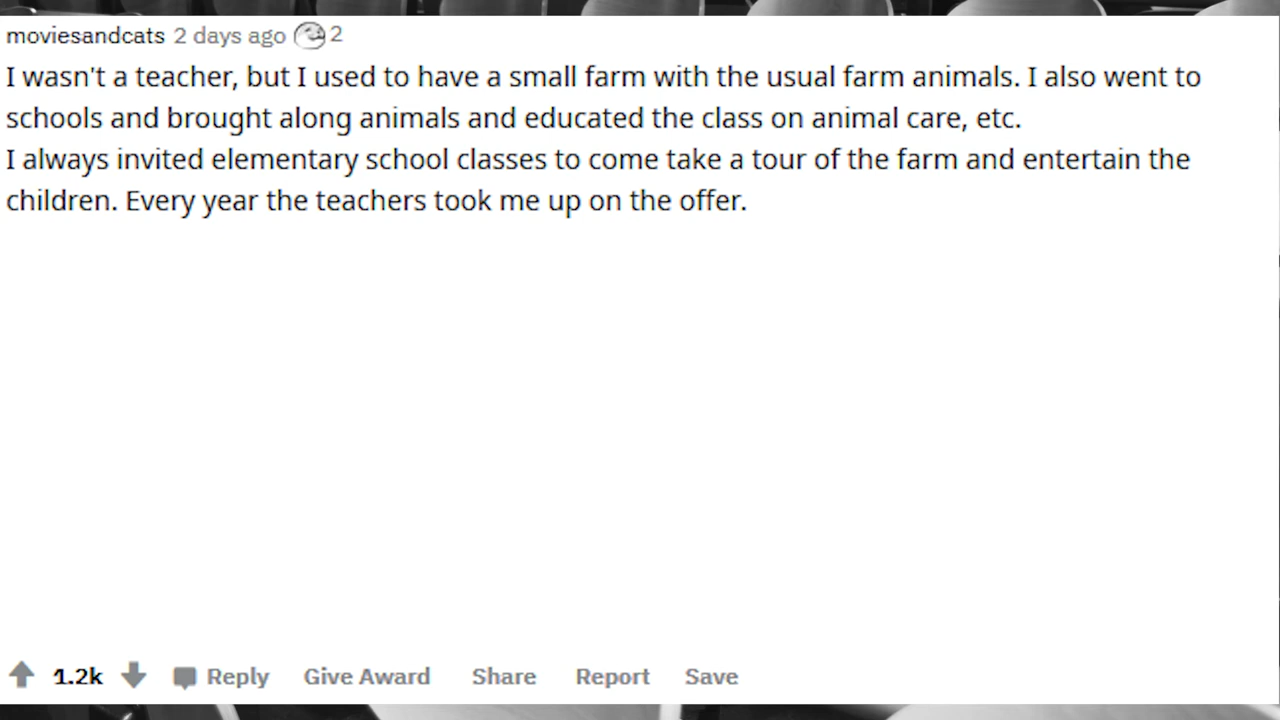 moviesandcats 2 days ago 2
I wasn't a teacher, but I used to have a small farm with the usual farm animals. I also went to
schools and brought along animals and educated the class on animal care, etc.
I always invited elementary school classes to come take a tour of the farm and entertain the
children. Every year the teachers took me up on the offer.
1.2k Reply Give Award Share Report Save